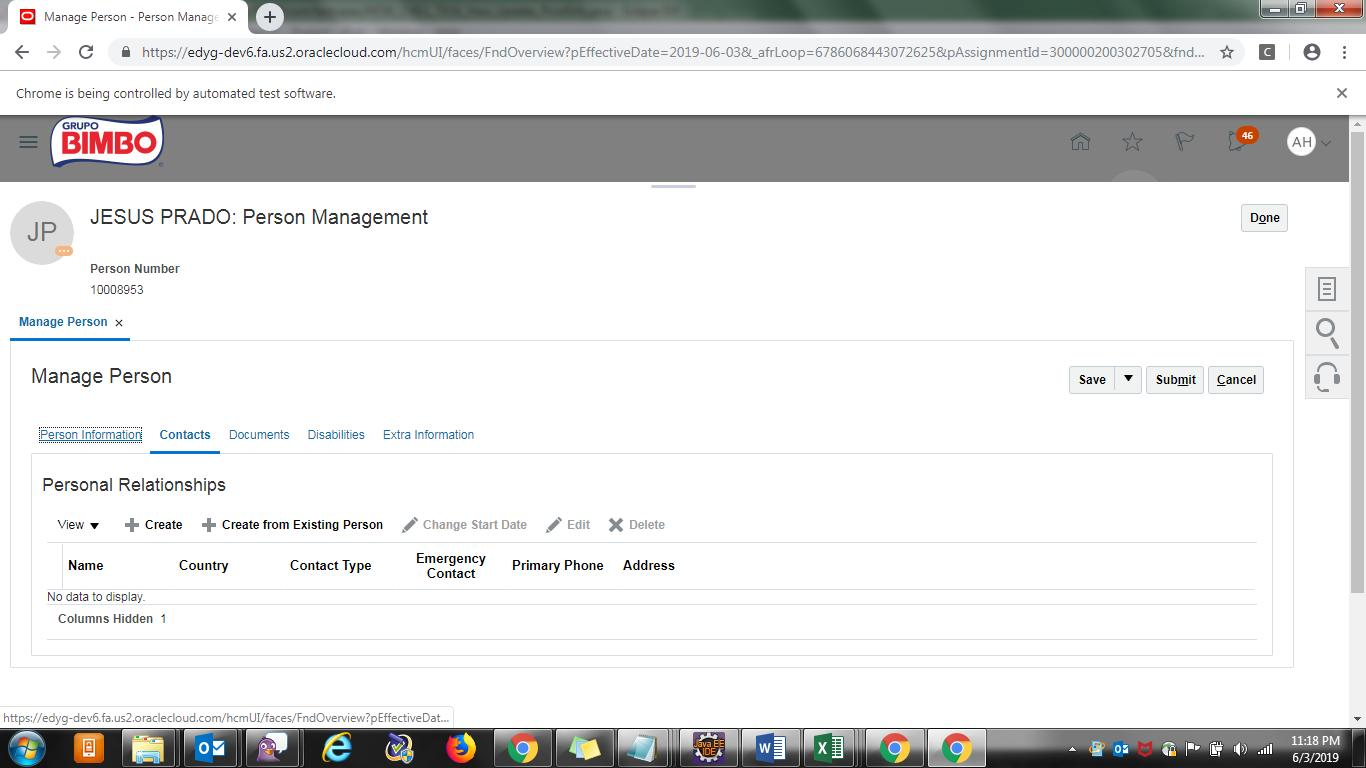 Manage Person - Person Manage
https://edyg-dev6.fa.us2.oraclecloud.com/hcmUI/faces/FndOverview?pEffectiveDate=2019-06-03&_afrLoop=6786068443072625&pAssignmentId=300000200302705&fnd...
C
Chrome is being controlled by automated test software.
GRUPO
BIMBO
46
AH
JP
JESUS PRADO: Person Management
Done
Person Number
10008953
Manage Person
Manage Person
Save
Submit
Cancel
Person Information Contacts Documents Disabilities Extra Information
Personal Relationships
View Create Create from Existing Person Change Start Date Edit Delete
Name Country Contact Type Emergency Contact Primary Phone Address
No data to display.
Columns Hidden 1
https://edyg-dev6.fa.us2.oraclecloud.com/hcmUI/faces/FndOverview?pEffectiveDat...
Java EE
IDE
11:18 PM
6/3/2019